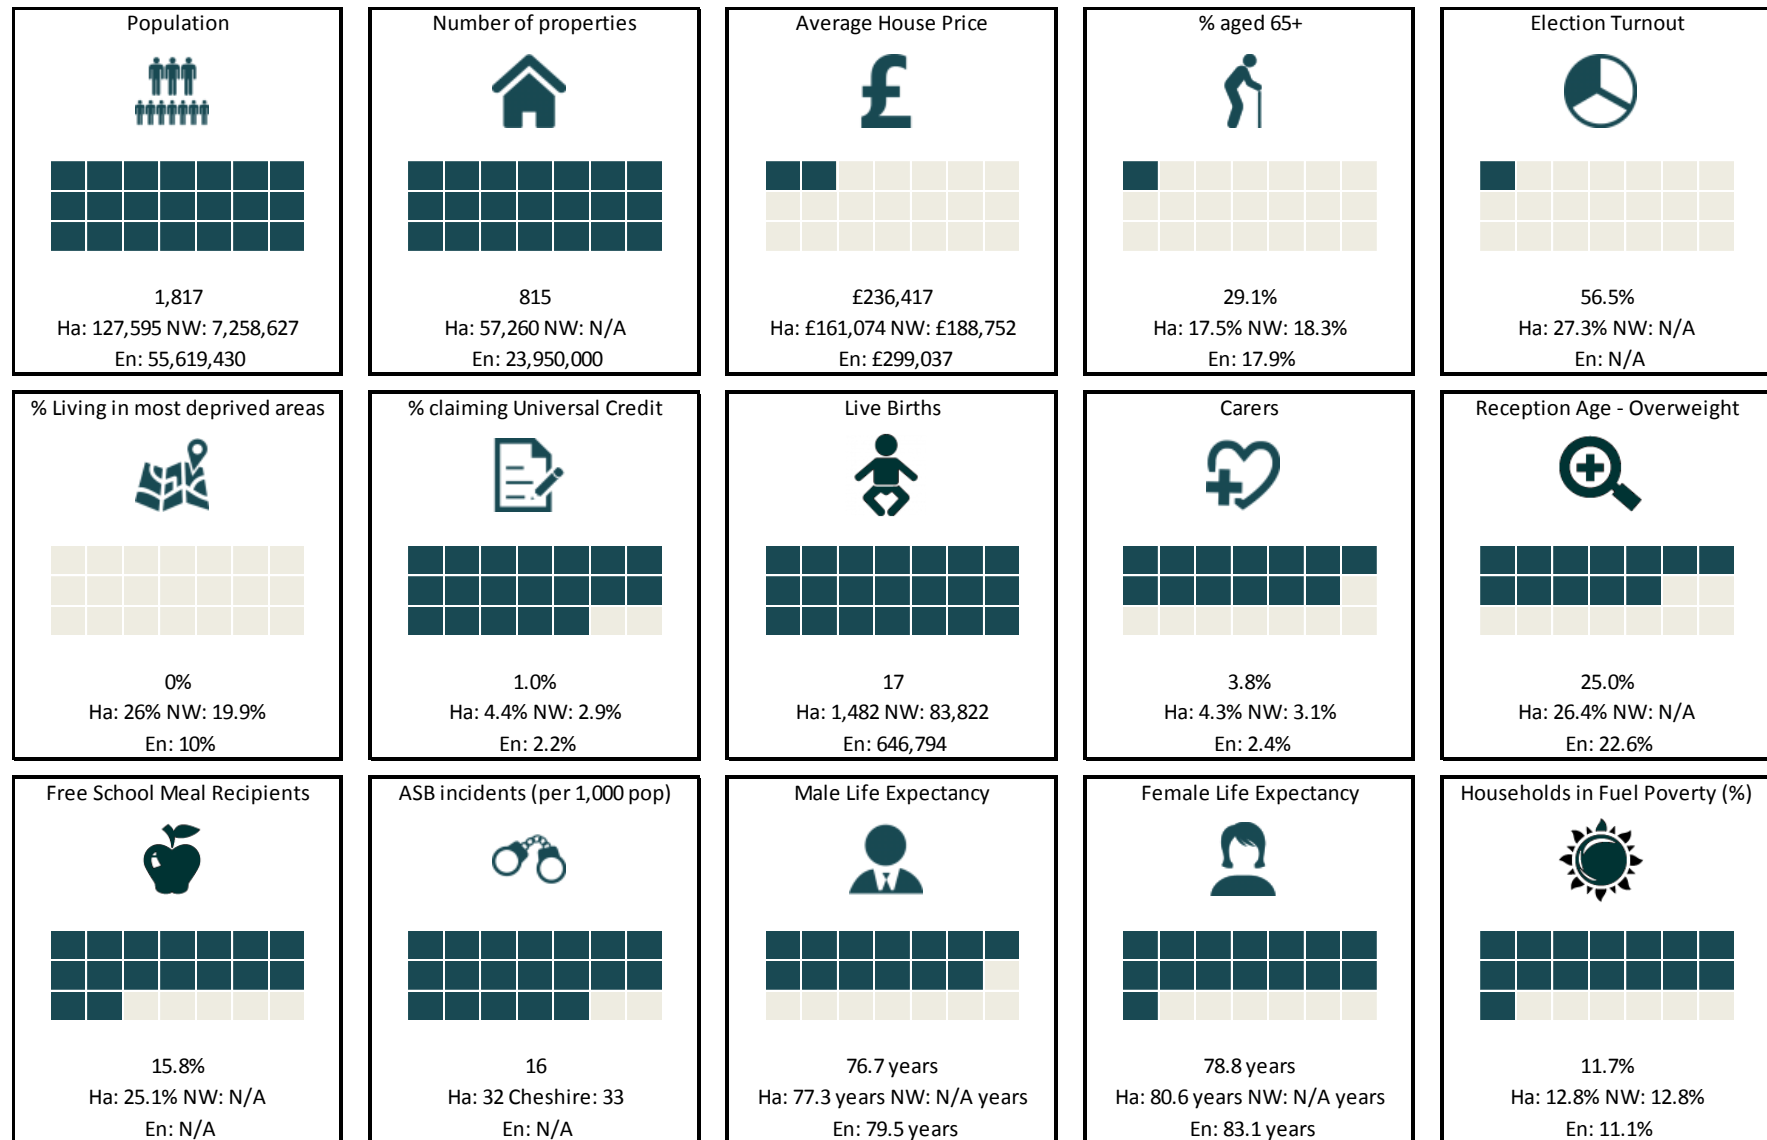 Population
1,817
Ha: 127,595 NW: 7,258,627
En: 55,619,430
Number of properties
815
Ha: 57,260 NW: N/A
En: 23,950,000
Average House Price
£236,417
Ha: £161,074 NW: £188,752
En: £299,037
% aged 65+
29.1%
Ha: 17.5% NW: 18.3%
En: 17.9%
Election Turnout
56.5%
Ha: 27.3% NW: N/A
En: N/A
% Living in most deprived areas
0%
Ha: 26% NW: 19.9%
En: 10%
% claiming Universal Credit
1.0%
Ha: 4.4% NW: 2.9%
En: 2.2%
Live Births
17
Ha: 1,482 NW: 83,822
En: 646,794
Carers
3.8%
Ha: 4.3% NW: 3.1%
En: 2.4%
Reception Age - Overweight
25.0%
Ha: 26.4% NW: N/A
En: 22.6%
Free School Meal Recipients
15.8%
Ha: 25.1% NW: N/A
En: N/A
ASB incidents (per 1,000 pop)
16
Ha: 32 Cheshire: 33
En: N/A
Male Life Expectancy
76.7 years
Ha: 77.3 years NW: N/A years
En: 79.5 years
Female Life Expectancy
78.8 years
Ha: 80.6 years NW: N/A years
En: 83.1 years
Households in Fuel Poverty (%)
11.7%
Ha: 12.8% NW: 12.8%
En: 11.1%